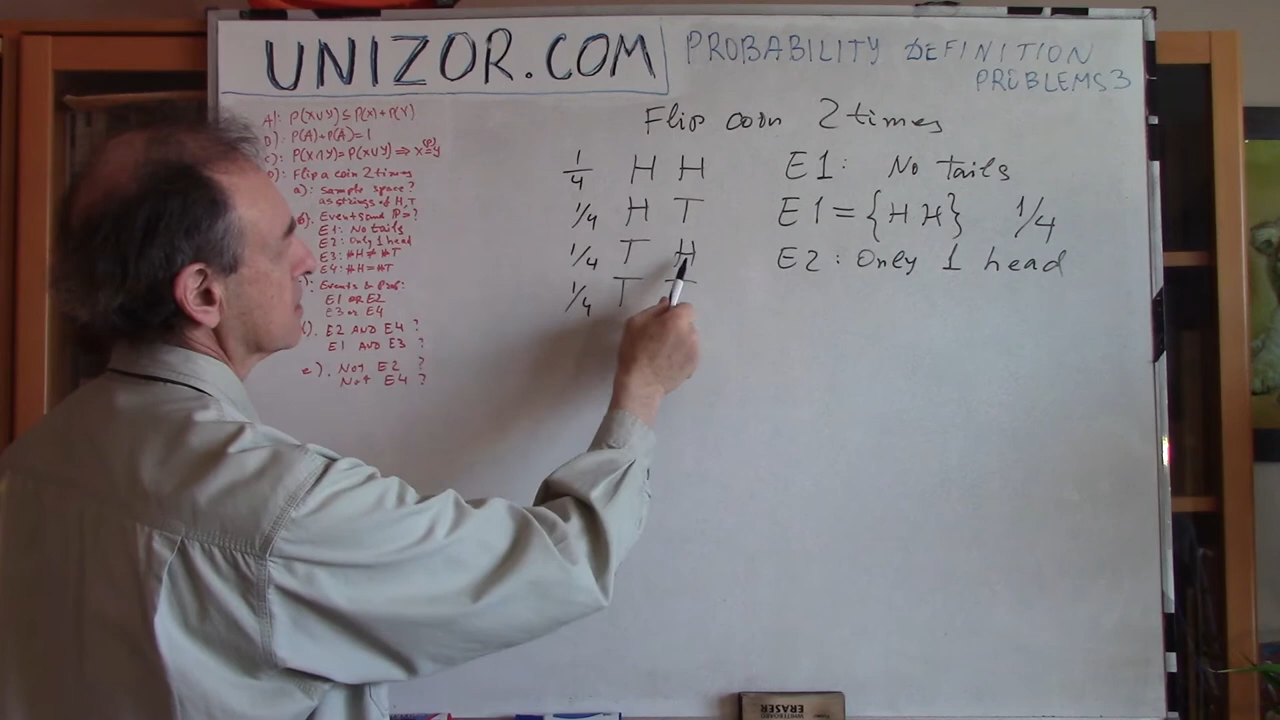 UNIZOR.COM
PROBABILITY DEFINITION
PROBLEMS 3
A): P(X∪Y) ≤ P(X)+P(Y)
P(A)+P(A)=1
P(X∩Y)=P(X∪Y) ⇒ X=Y
Flip a coin 2 times
a): Sample space?
as strings of H,T
Events and P=?
E1: No tails
E2: Only 1 head
E3: #H≠#T
E4: #H=#T
Events & Prob:
E1 OR E2
E3 or E4
E2 AND E4 ?
E1 AND E3 ?
e). Not E2 ?
Not E4 ?
Flip coin 2 times
1/4 H H
1/4 H T
1/4 T H
1/4 T
E1: No tails
E1={HH} 1/4
E2: Only 1 head
ERASER